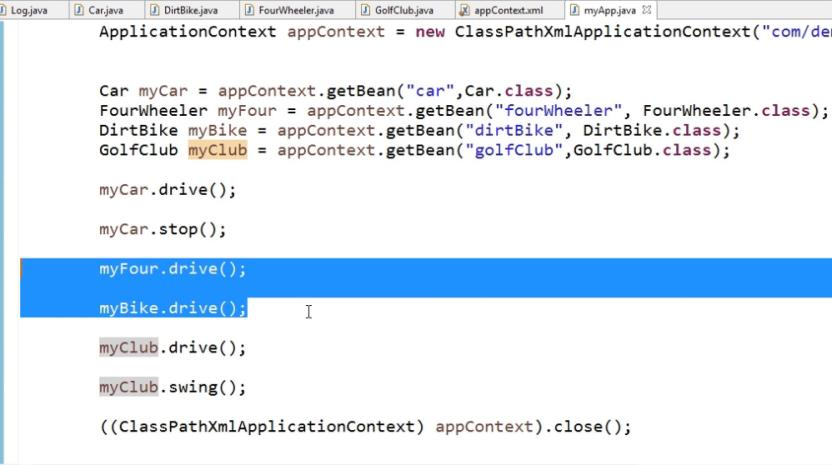 Log.java Car.java DirtBike.java FourWheeler.java GolfClub.java appContext.xml myApp.java
ApplicationContext appContext = new ClassPathXmlApplicationContext("com/de
Car myCar = appContext.getBean("car",Car.class);
FourWheeler myFour = appContext.getBean("fourWheeler", FourWheeler.class);
DirtBike myBike = appContext.getBean("dirtBike", DirtBike.class);
GolfClub myClub = appContext.getBean("golfClub",GolfClub.class);
myCar.drive();
myCar.stop();
myFour.drive();
myBike.drive();
myClub.drive();
myClub.swing();
((ClassPathXmlApplicationContext) appContext).close();